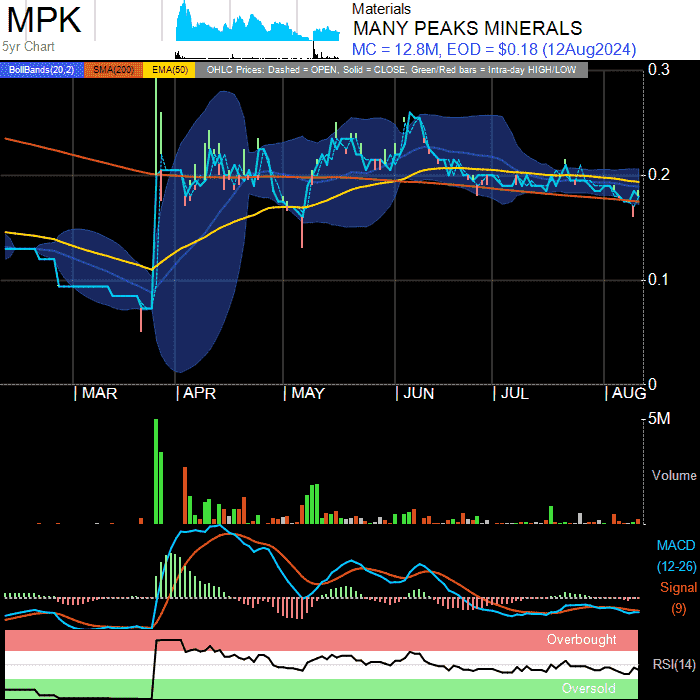 MPK
5yr Chart
Materials
MANY PEAKS MINERALS
MC = 12.8M, EOD = $0.18 (12Aug2024)
BollBands(20,2) SMA(200) EMA(50) OHLC Prices: Dashed = OPEN, Solid = CLOSE, Green/Red bars = Intra-day HIGH/LOW
0.3
0.2
0.1
0
| MAR | APR | MAY | JUN | JUL | AUG
5M
Volume
MACD
(12-26)
Signal
(9)
Overbought
RSI(14)
Oversold